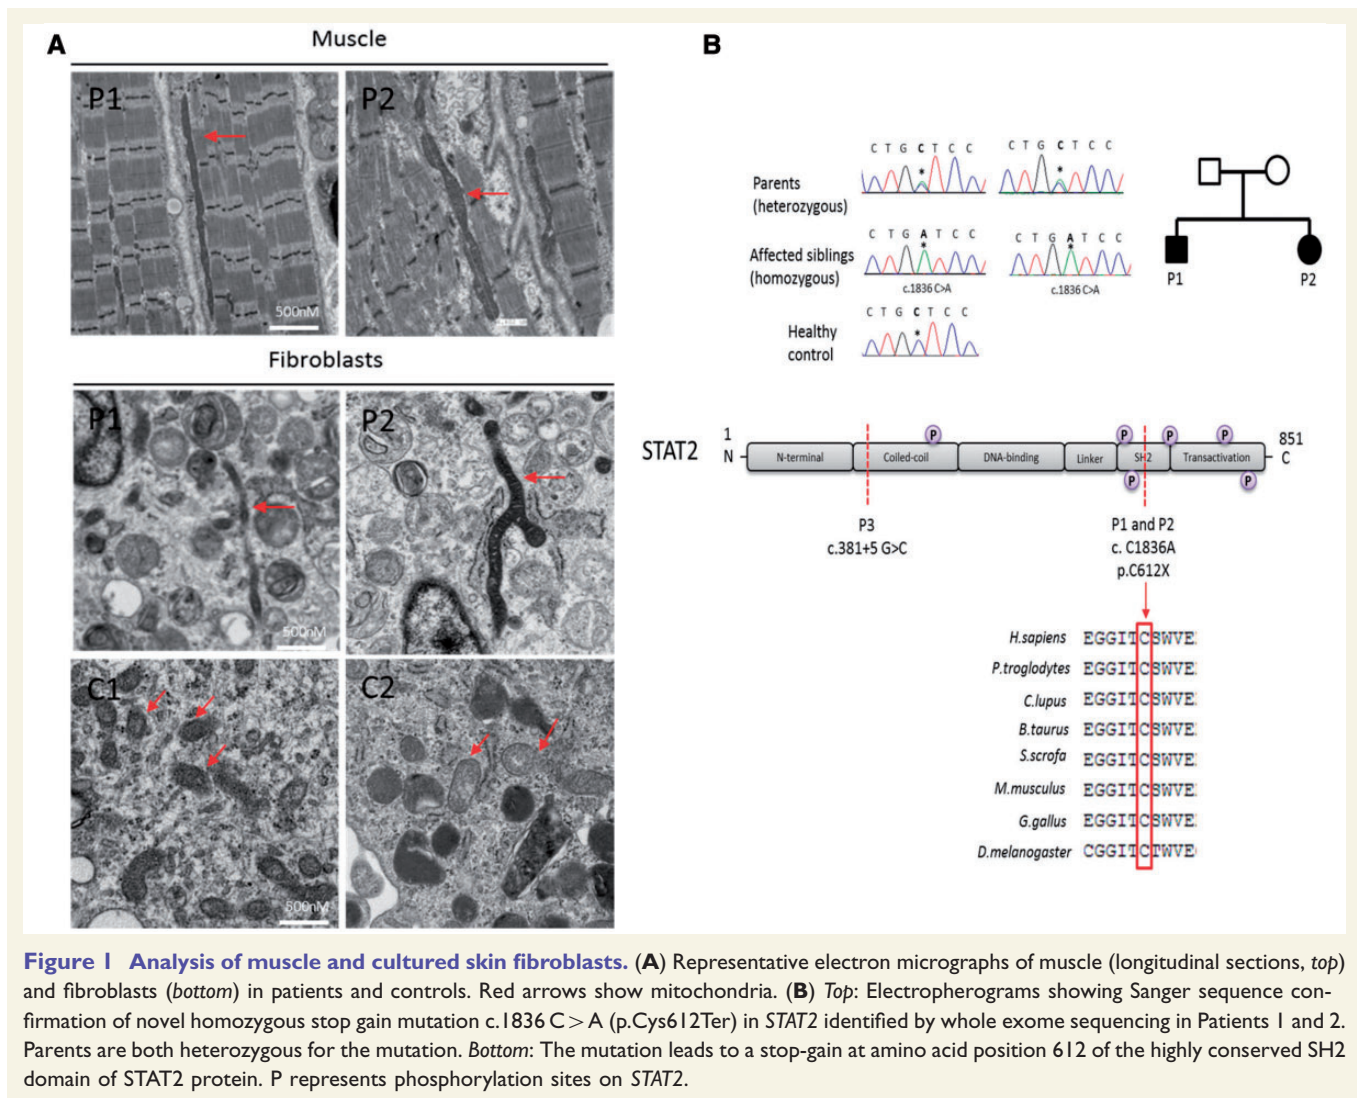 A
Muscle
P1
P2
500nM
Fibroblasts
P1
P2
500nM
C1
C2
500nM
B
Parents
(heterozygous)
C T G C T C C
*
C T G C T C C
*
Affected siblings
(homozygous)
C T G A T C C
*
c.1836 C>A
C T G A T C C
*
c.1836 C>A
Healthy
control
C T G C T C C
*
P1
P2
STAT2
1
N
N-terminal
Coiled-coil
DNA-binding
Linker
SH2
Transactivation
P
P
P
P
P
P
851
C
P3
c.381+5 G>C
P1 and P2
c. C1836A
p.C612X
H.sapiens EGGITCSWVE
P.troglodytes EGGITCSWVE
C.lupus EGGITCSWVE
B.taurus EGGITCSWVE
S.scrofa EGGITCSWVE
M.musculus EGGITCSWVE
G.gallus EGGITCSWVE
D.melanogaster CGGITCTWVE
Figure 1 Analysis of muscle and cultured skin fibroblasts. (A) Representative electron micrographs of muscle (longitudinal sections, top)
and fibroblasts (bottom) in patients and controls. Red arrows show mitochondria. (B) Top: Electropherograms showing Sanger sequence con-
firmation of novel homozygous stop gain mutation c.1836 C > A (p.Cys612Ter) in STAT2 identified by whole exome sequencing in Patients 1 and 2.
Parents are both heterozygous for the mutation. Bottom: The mutation leads to a stop-gain at amino acid position 612 of the highly conserved SH2
domain of STAT2 protein. P represents phosphorylation sites on STAT2.